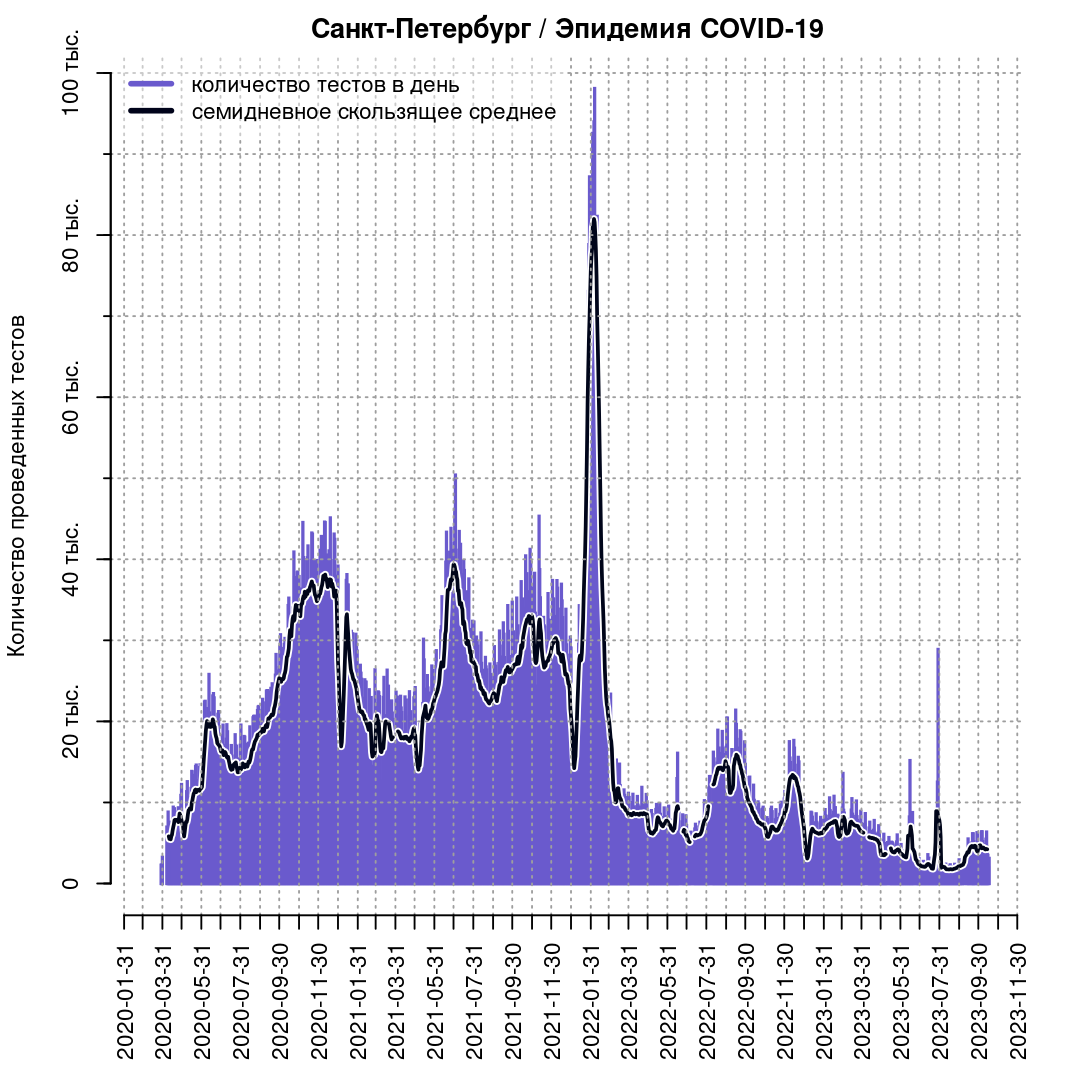 Санкт-Петербург / Эпидемия COVID-19
количество тестов в день
семидневное скользящее среднее
Количество проведенных тестов
100 тыс.
80 тыс.
60 тыс.
40 тыс.
20 тыс.
0
2020-01-31
2020-03-31
2020-05-31
2020-07-31
2020-09-30
2020-11-30
2021-01-31
2021-03-31
2021-05-31
2021-07-31
2021-09-30
2021-11-30
2022-01-31
2022-03-31
2022-05-31
2022-07-31
2022-09-30
2022-11-30
2023-01-31
2023-03-31
2023-05-31
2023-07-31
2023-09-30
2023-11-30